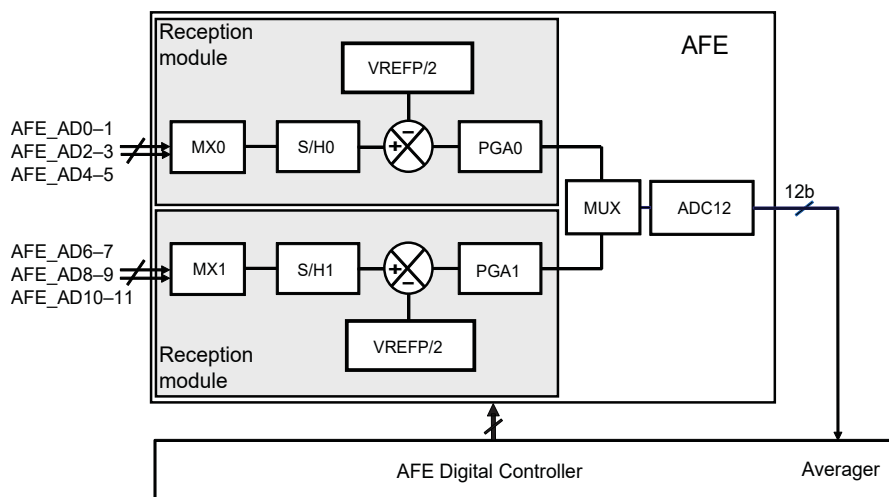 Reception
module
AFE
VREFP/2
AFE_AD0–1
AFE_AD2–3
AFE_AD4–5
MX0
S/H0
−
+
PGA0
MUX
ADC12
12b
AFE_AD6–7
AFE_AD8–9
AFE_AD10–11
MX1
S/H1
+
−
PGA1
VREFP/2
Reception
module
AFE Digital Controller
Averager